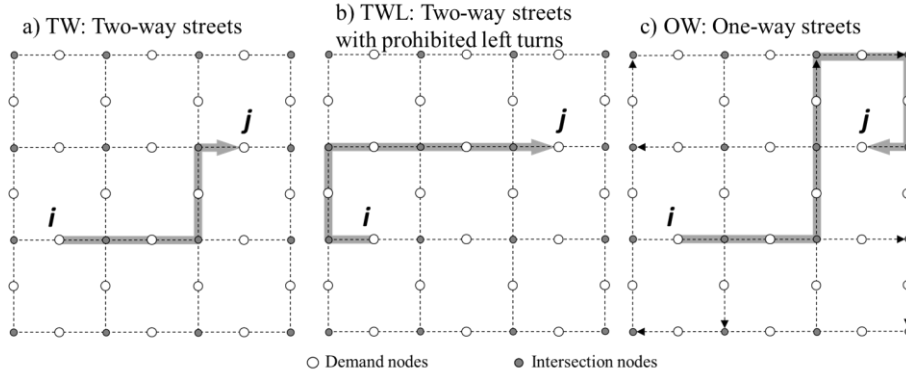 a) TW: Two-way streets
b) TWL: Two-way streets
with prohibited left turns
c) OW: One-way streets
j
i
j
i
j
i
Demand nodes
Intersection nodes